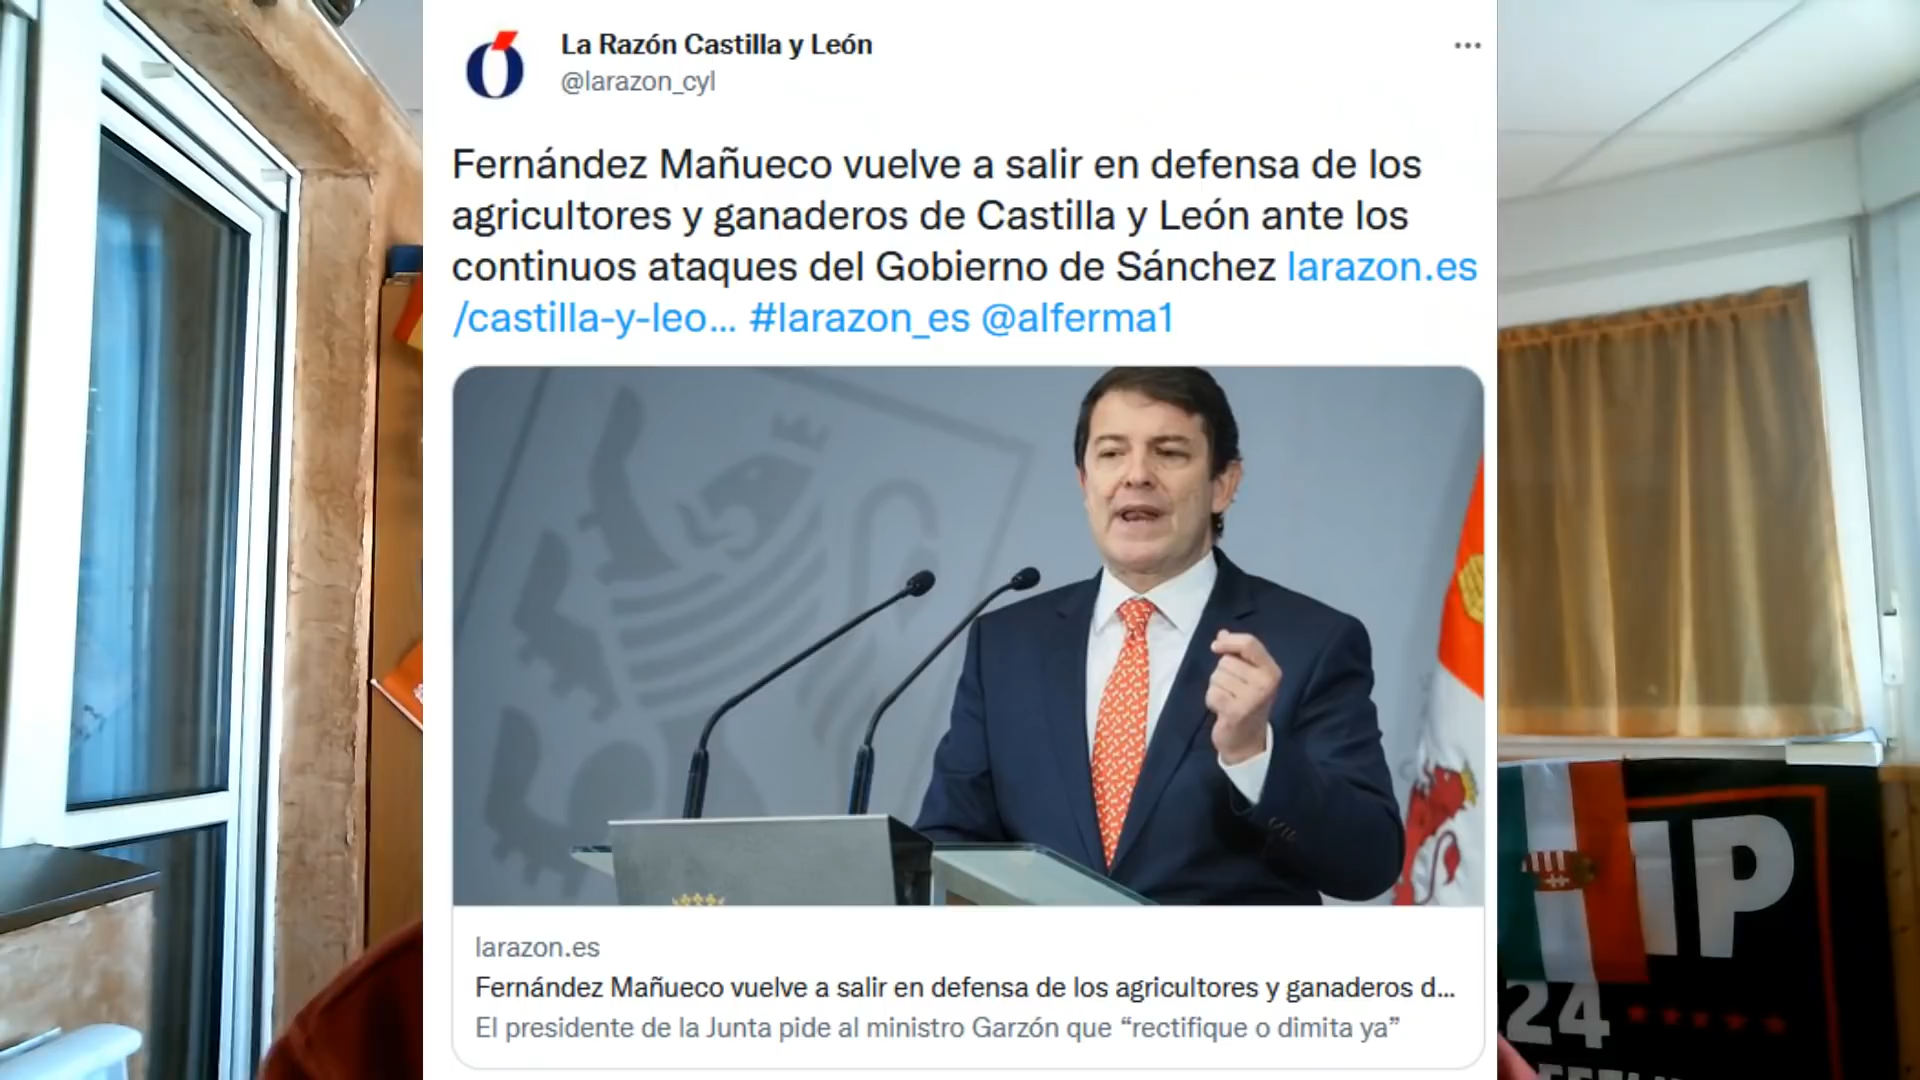 La Razón Castilla y León
@larazon_cyl
Fernández Mañueco vuelve a salir en defensa de los
agricultores y ganaderos de Castilla y León ante los
continuos ataques del Gobierno de Sánchez larazon.es
/castilla-y-leo... #larazon_es @alferma1
larazon.es
Fernández Mañueco vuelve a salir en defensa de los agricultores y ganaderos d...
El presidente de la Junta pide al ministro Garzón que “rectifique o dimita ya”
IP
24